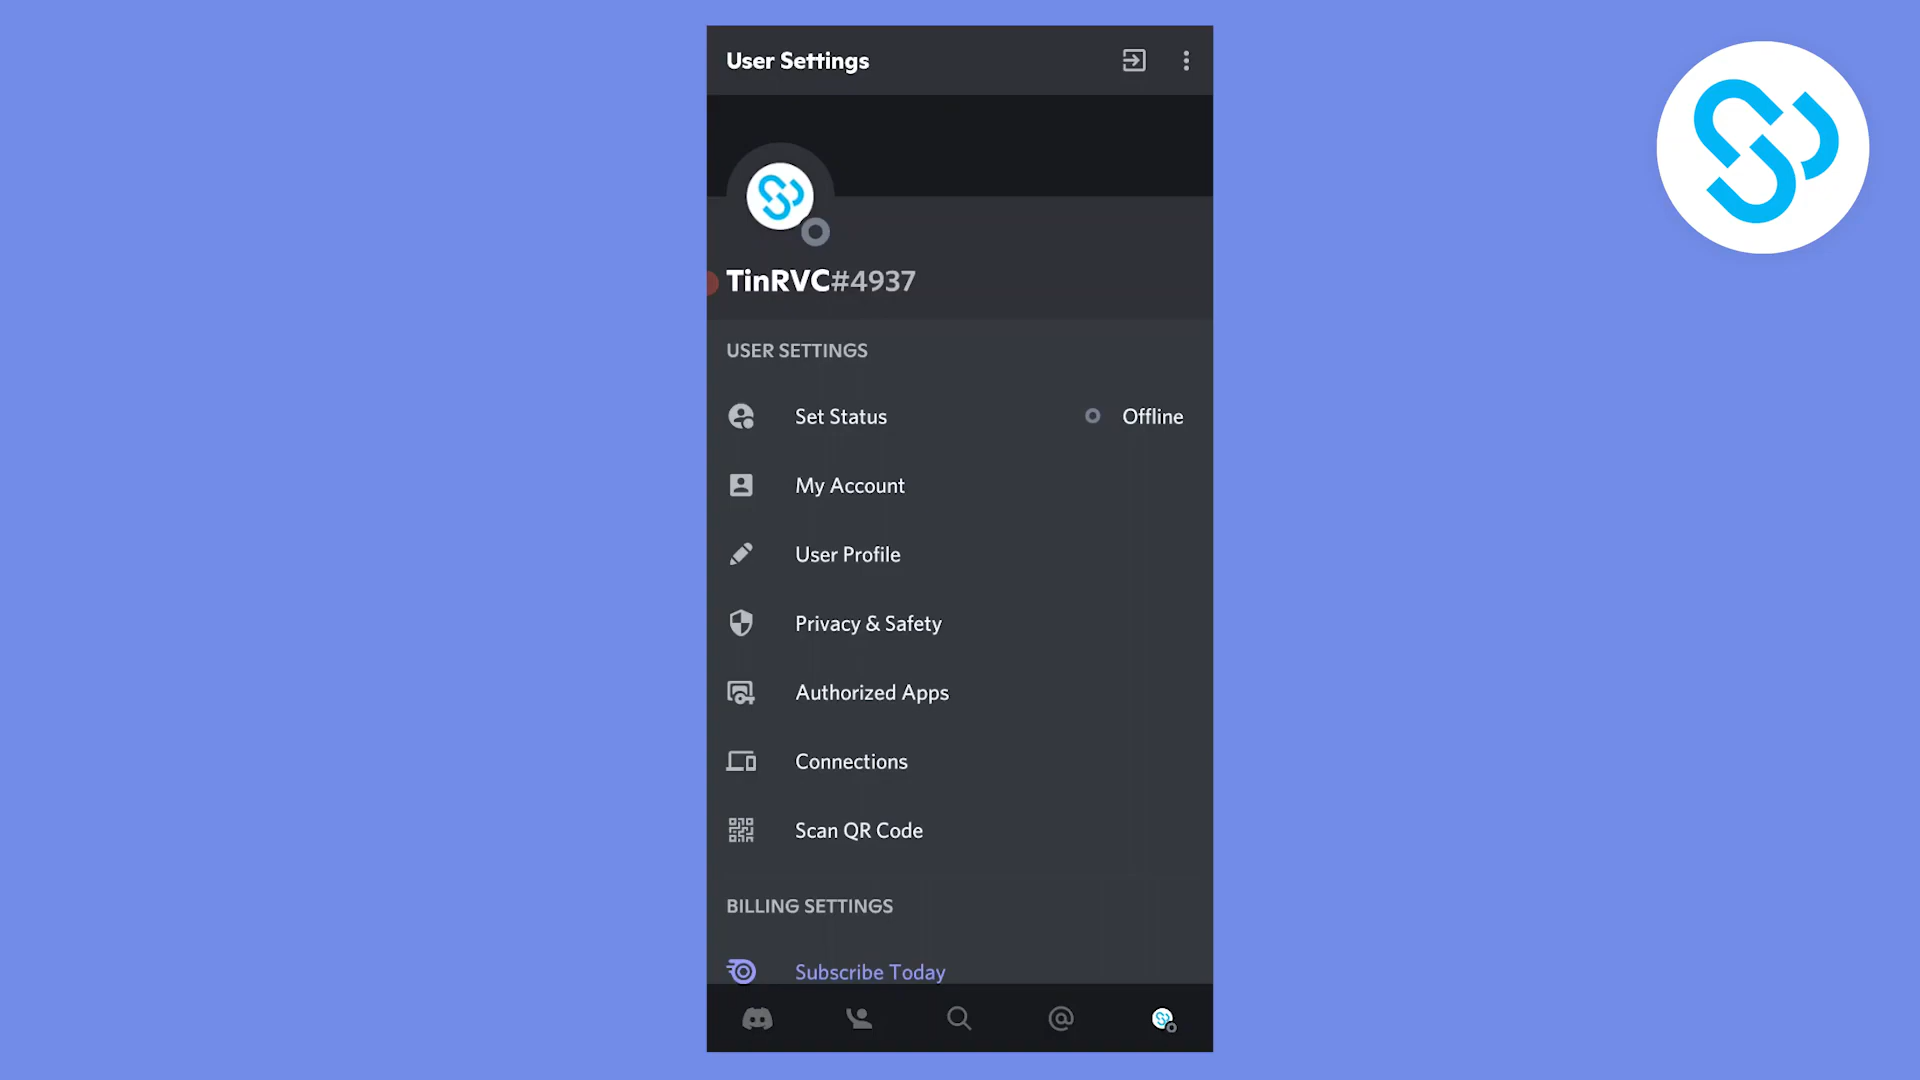 User Settings
TinRVC#4937
USER SETTINGS
Set Status
Offline
My Account
User Profile
Privacy & Safety
Authorized Apps
Connections
Scan QR Code
BILLING SETTINGS
Subscribe Today